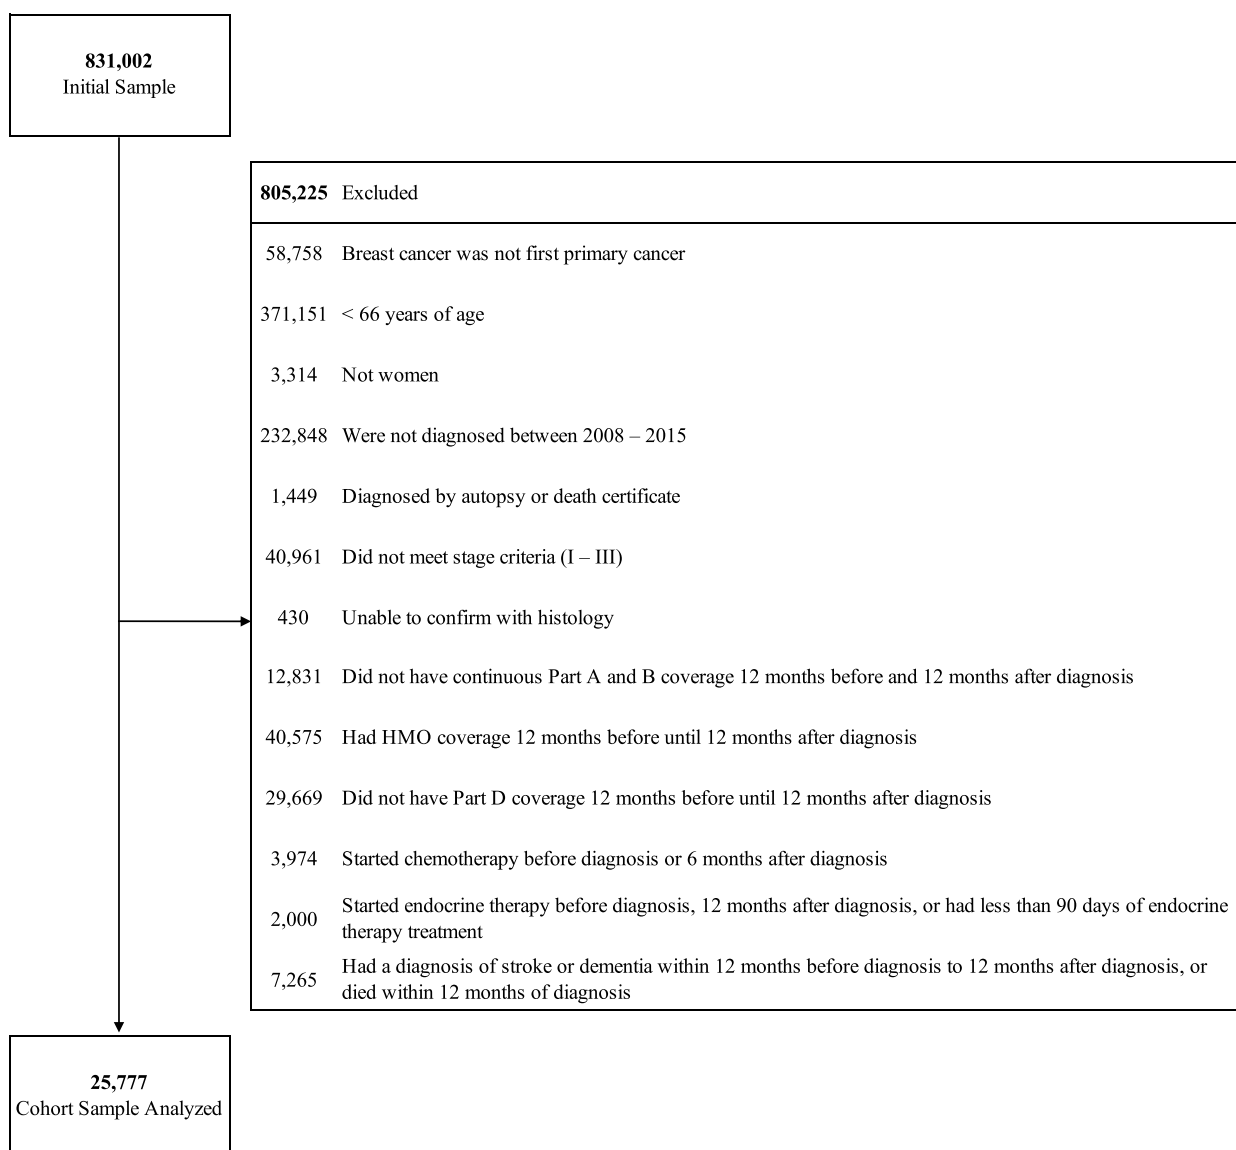 831,002
Initial Sample
805,225 Excluded
58,758 Breast cancer was not first primary cancer
371,151 < 66 years of age
3,314 Not women
232,848 Were not diagnosed between 2008 – 2015
1,449 Diagnosed by autopsy or death certificate
40,961 Did not meet stage criteria (I – III)
430 Unable to confirm with histology
12,831 Did not have continuous Part A and B coverage 12 months before and 12 months after diagnosis
40,575 Had HMO coverage 12 months before until 12 months after diagnosis
29,669 Did not have Part D coverage 12 months before until 12 months after diagnosis
3,974 Started chemotherapy before diagnosis or 6 months after diagnosis
2,000 Started endocrine therapy before diagnosis, 12 months after diagnosis, or had less than 90 days of endocrine
therapy treatment
7,265 Had a diagnosis of stroke or dementia within 12 months before diagnosis to 12 months after diagnosis, or
died within 12 months of diagnosis
25,777
Cohort Sample Analyzed